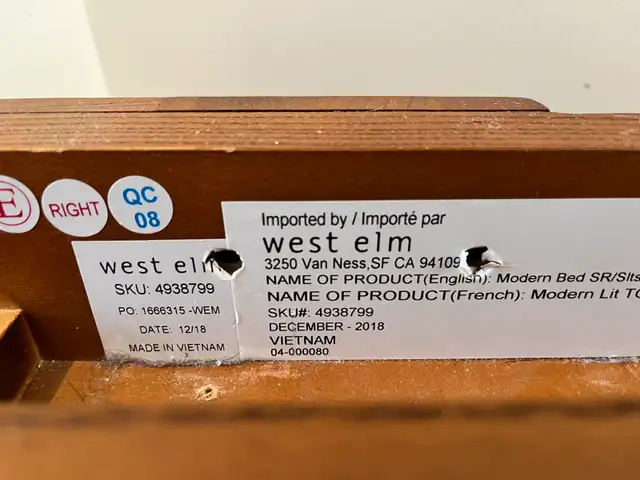 E
RIGHT
QC
08
west elm
SKU: 4938799
PO: 1666315 -WEM
DATE: 12/18
MADE IN VIETNAM
Imported by / Importé par
west elm
3250 Van Ness,SF CA 94109
NAME OF PRODUCT(English): Modern Bed SR/Slts
NAME OF PRODUCT(French): Modern Lit
SKU#: 4938799
DECEMBER - 2018
VIETNAM
04-000080